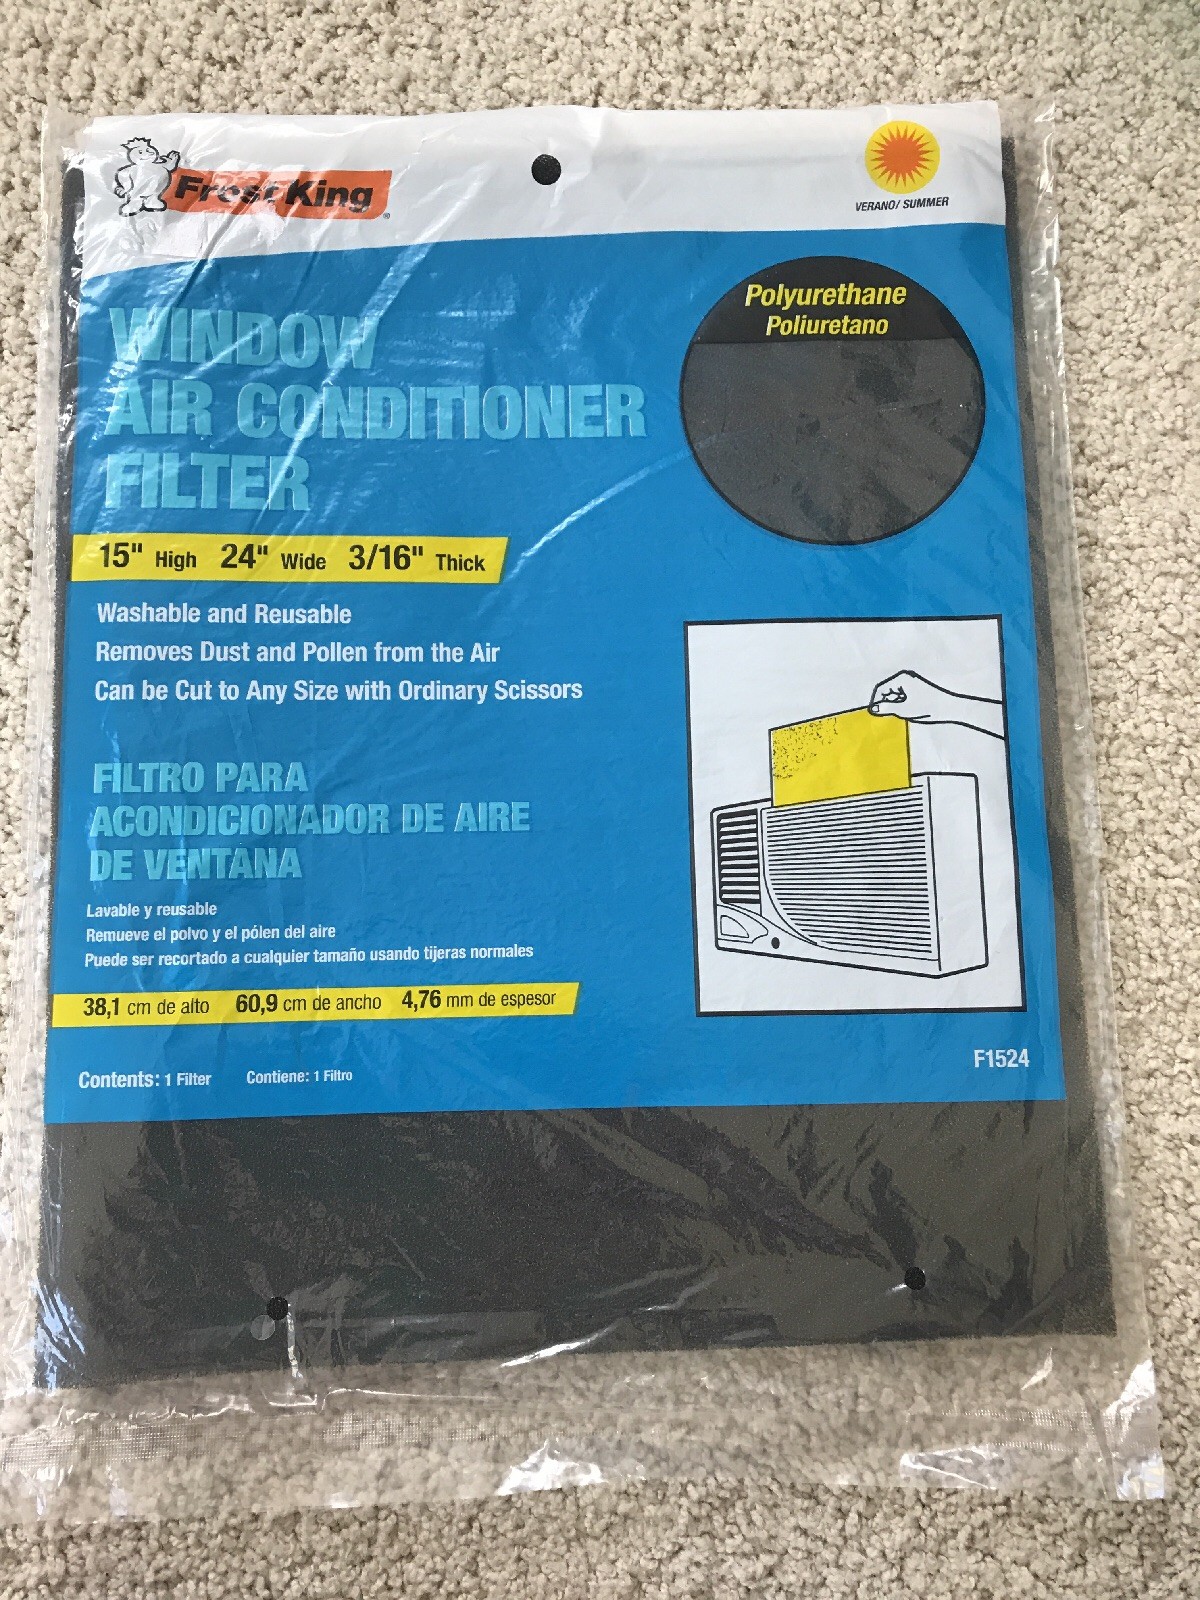 Frost King ®
VERANO/ SUMMER
Polyurethane
Poliuretano
WINDOW
AIR CONDITIONER
FILTER
15" High 24" Wide 3/16" Thick
Washable and Reusable
Removes Dust and Pollen from the Air
Can be Cut to Any Size with Ordinary Scissors
FILTRO PARA
ACONDICIONADOR DE AIRE
DE VENTANA
Lavable y reusable
Remueve el polvo y el pólen del aire
Puede ser recortado a cualquier tamaño usando tijeras normales
38,1 cm de alto 60,9 cm de ancho 4,76 mm de espesor
Contents: 1 Filter Contiene: 1 Filtro
F1524